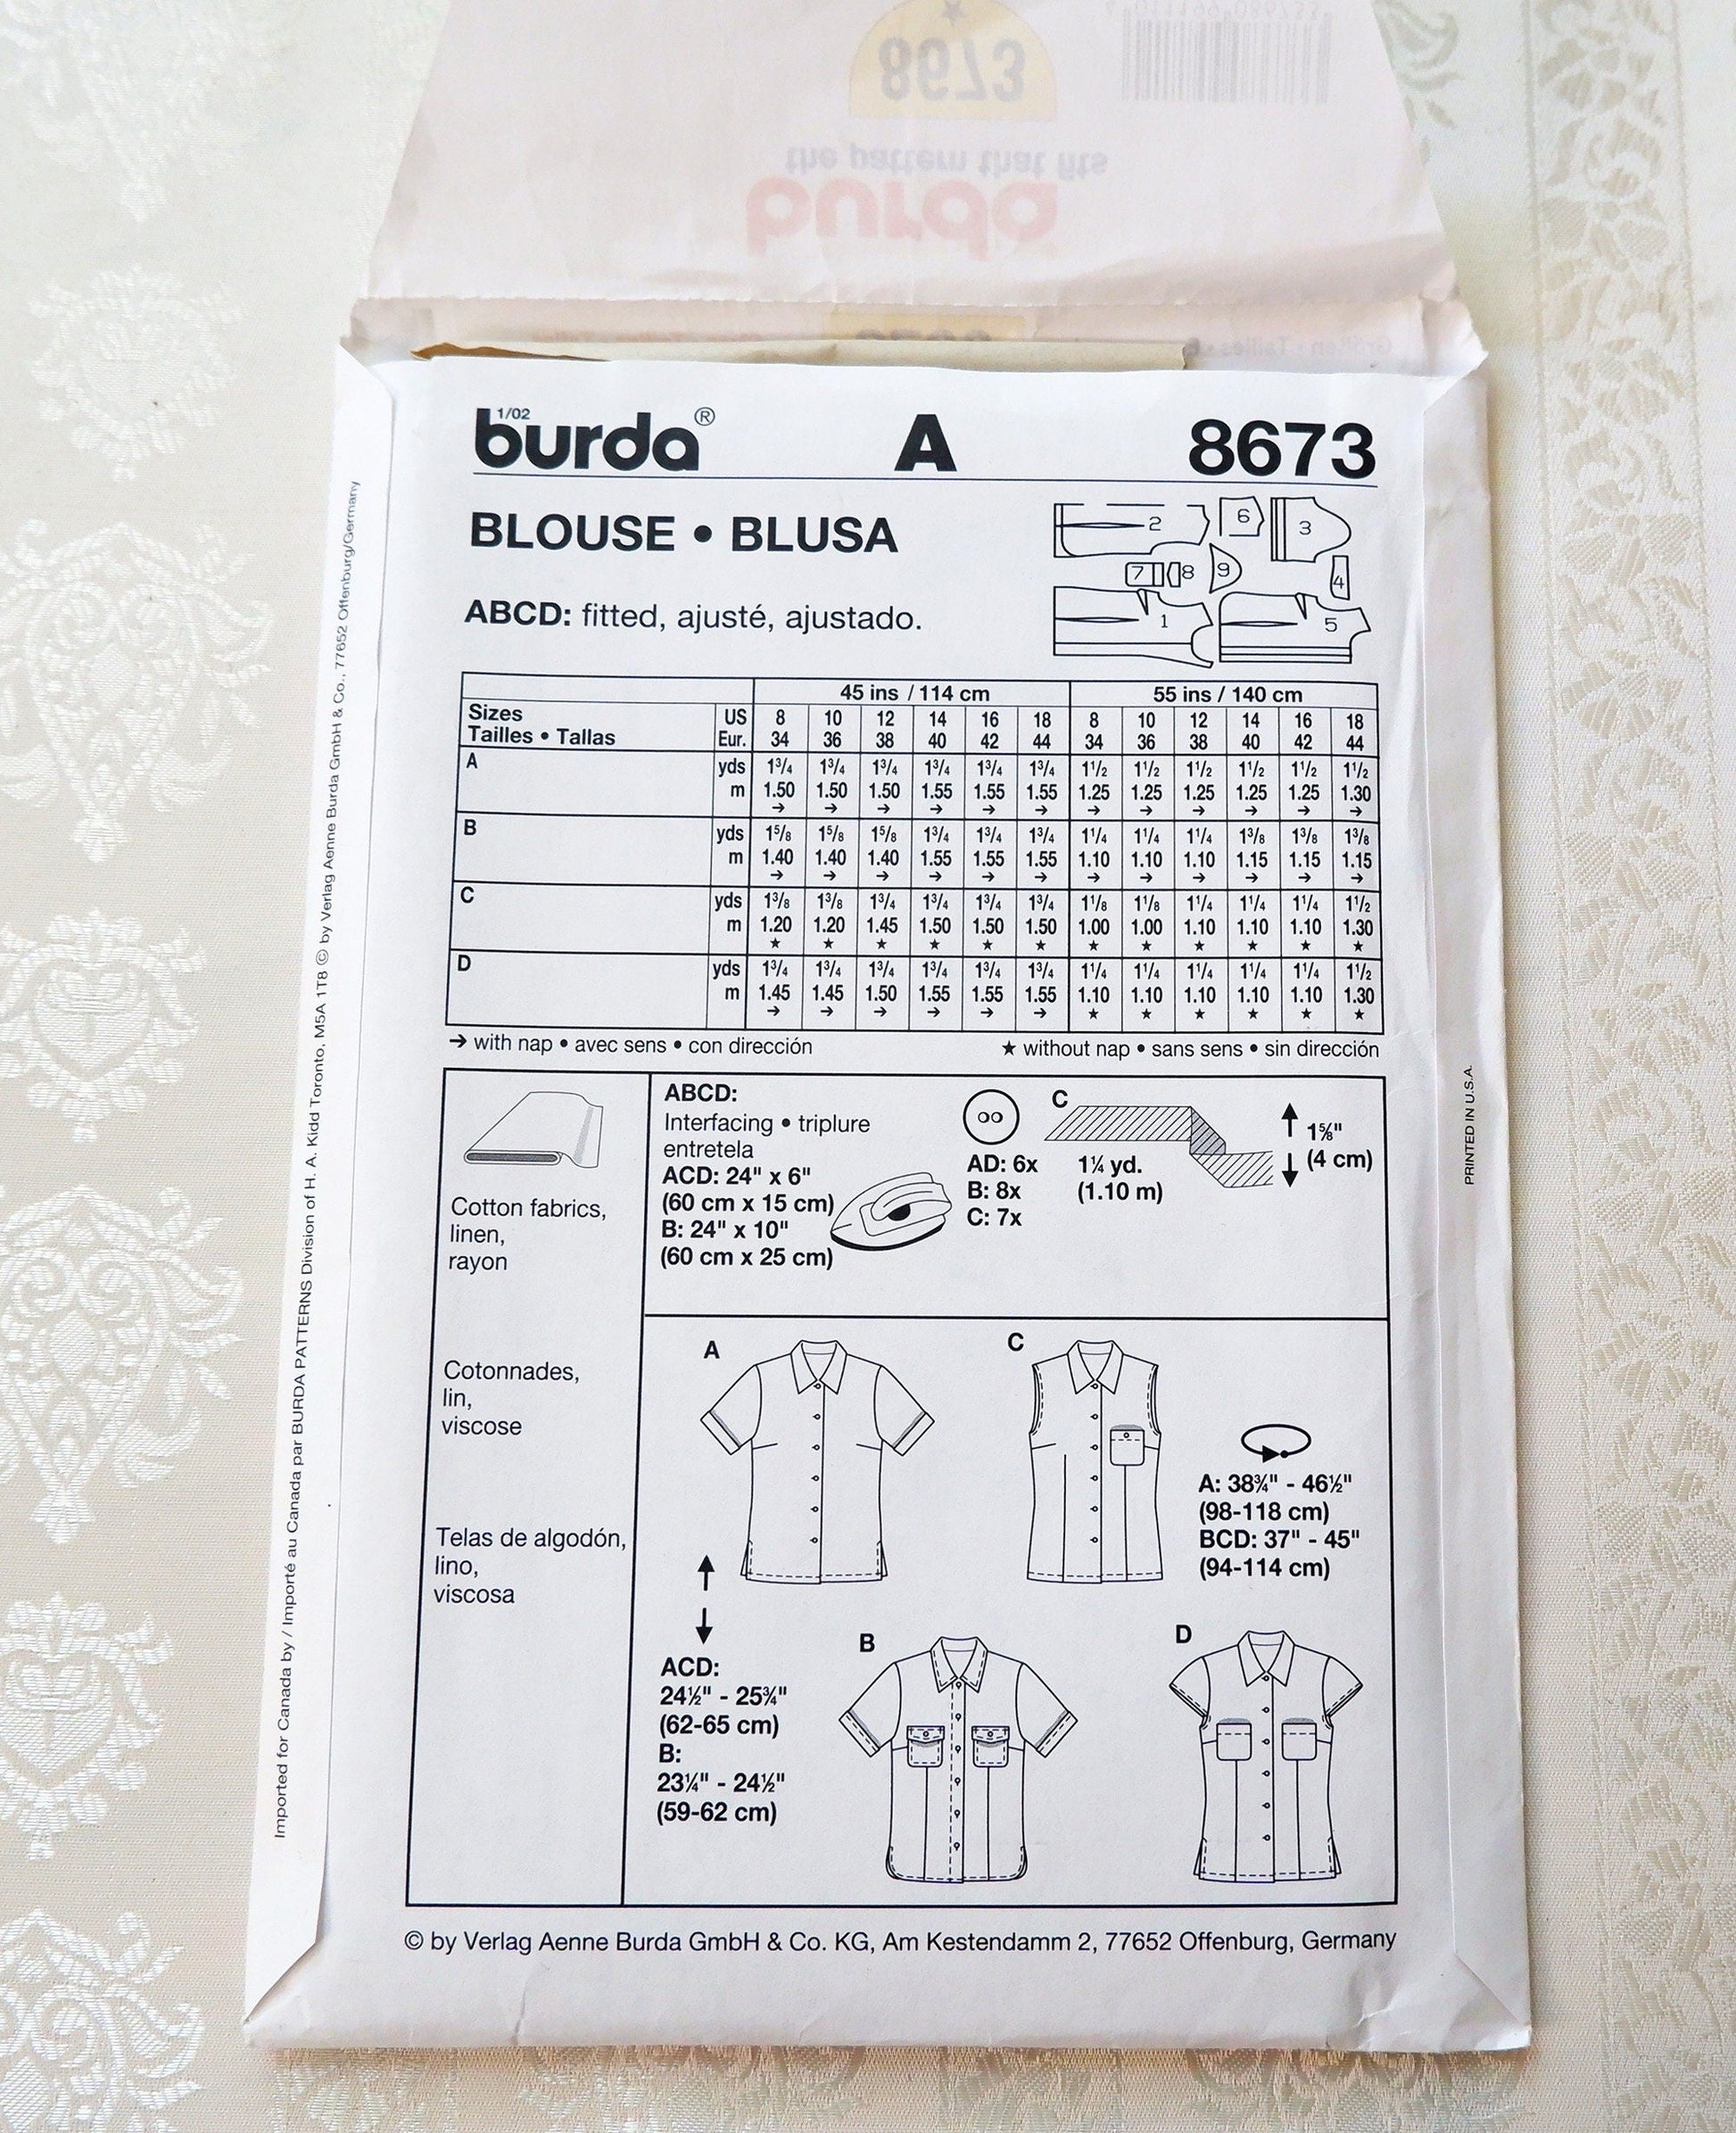 8673
the pattern that fits
burda
1/02
burda®
A
8673
BLOUSE • BLUSA
ABCD: fitted, ajusté, ajustado.
2
6
3
7
8
9
4
1
5
45 ins / 114 cm 55 ins / 140 cm
Sizes US 8 10 12 14 16 18 8 10 12 14 16 18
Tailles • Tallas Eur. 34 36 38 40 42 44 34 36 38 40 42 44
A yds 1¾ 1¾ 1¾ 1¾ 1¾ 1¾ 1½ 1½ 1½ 1½ 1½ 1½
m 1.50 1.50 1.50 1.55 1.55 1.55 1.25 1.25 1.25 1.25 1.25 1.30
→ → → → → → → → → → → →
B yds 1⅝ 1⅝ 1⅝ 1¾ 1¾ 1¾ 1¼ 1¼ 1¼ 1⅜ 1⅜ 1⅜
m 1.40 1.40 1.40 1.55 1.55 1.55 1.10 1.10 1.10 1.15 1.15 1.15
→ → → → → → → → → → → →
C yds 1⅜ 1⅜ 1¾ 1¾ 1¾ 1¾ 1⅛ 1⅛ 1¼ 1¼ 1¼ 1½
m 1.20 1.20 1.45 1.50 1.50 1.50 1.00 1.00 1.10 1.10 1.10 1.30
★ ★ ★ ★ ★ ★ ★ ★ ★ ★ ★ ★
D yds 1¾ 1¾ 1¾ 1¾ 1¾ 1¾ 1¼ 1¼ 1¼ 1¼ 1¼ 1½
m 1.45 1.45 1.50 1.55 1.55 1.55 1.10 1.10 1.10 1.10 1.10 1.30
→ → → → → → ★ ★ ★ ★ ★ ★
→ with nap • avec sens • con dirección ★ without nap • sans sens • sin dirección
Cotton fabrics,
linen,
rayon
Cotonnades,
lin,
viscose
Telas de algodón,
lino,
viscosa
ABCD:
Interfacing • triplure
entretela
ACD: 24" x 6"
(60 cm x 15 cm)
B: 24" x 10"
(60 cm x 25 cm)
AD: 6x
B: 8x
C: 7x
C
1¼ yd.
(1.10 m)
1⅝"
(4 cm)
A
C
A: 38¾" - 46½"
(98-118 cm)
BCD: 37" - 45"
(94-114 cm)
ACD:
24½" - 25¾"
(62-65 cm)
B:
23¼" - 24½"
(59-62 cm)
B
D
© by Verlag Aenne Burda GmbH & Co. KG, Am Kestendamm 2, 77652 Offenburg, Germany
Imported for Canada by / Importé au Canada par BURDA PATTERNS Division of H. A. Kidd Toronto, M5A 1T8 © by Verlag Aenne Burda GmbH & Co., 77652 Offenburg/Germany
PRINTED IN U.S.A.